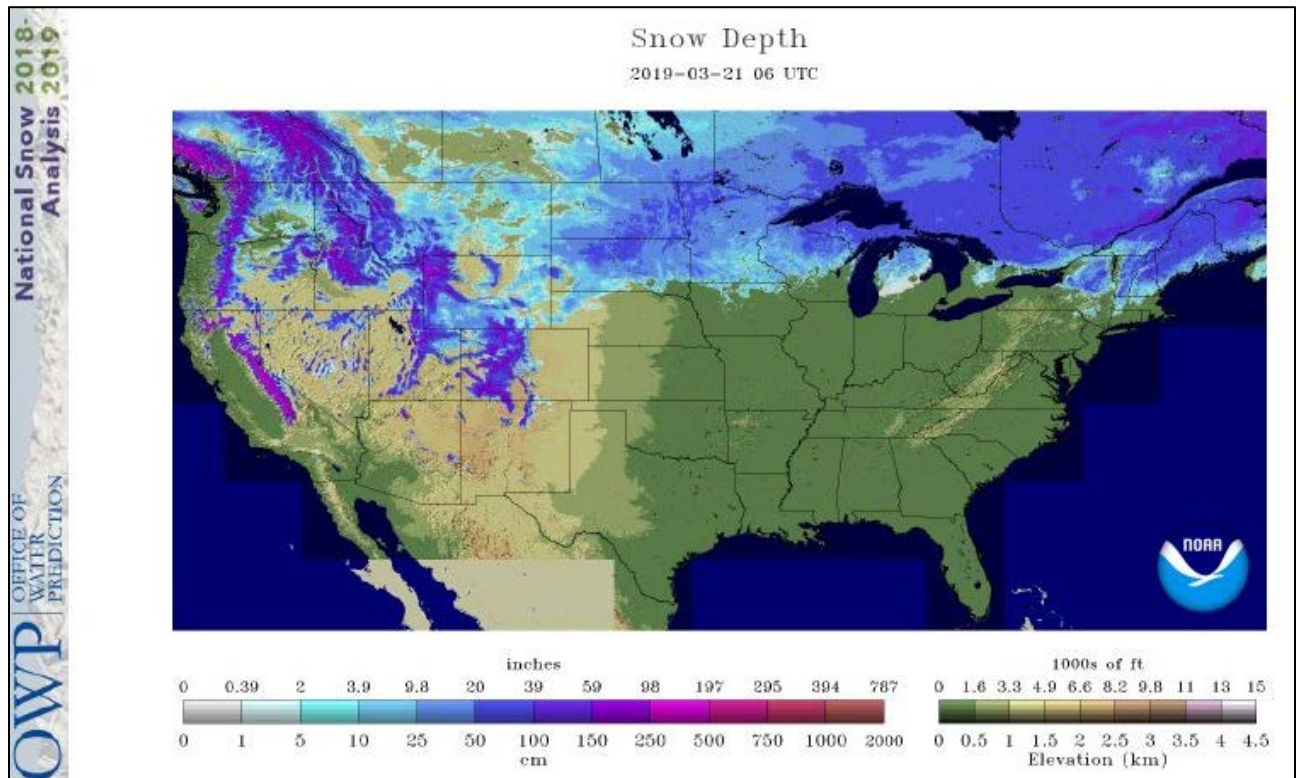 National Snow 2018-
Analysis 2019
OWP
OFFICE OF
WATER
PREDICTION
Snow Depth
2019-03-21 06 UTC
NOAA
inches
0 0.39 2 3.9 9.8 20 39 59 98 197 295 394 787
0 1 5 10 25 50 100 150 250 500 750 1000 2000
cm
1000s of ft
0 1.6 3.3 4.9 6.6 8.2 9.8 11 13 15
0 0.5 1 1.5 2 2.5 3 3.5 4 4.5
Elevation (km)